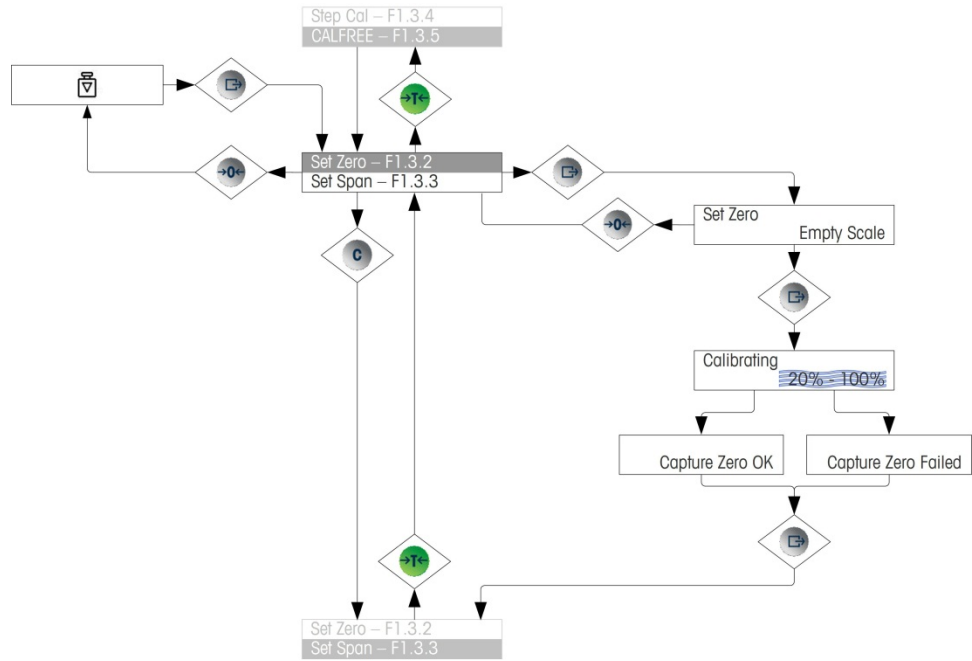 Step Cal – F1.3.4
CALFREE – F1.3.5
→T←
→0←
Set Zero – F1.3.2
Set Span – F1.3.3
→0←
Set Zero
Empty Scale
C
Calibrating
20% - 100%
Capture Zero OK
Capture Zero Failed
→T←
Set Zero – F1.3.2
Set Span – F1.3.3